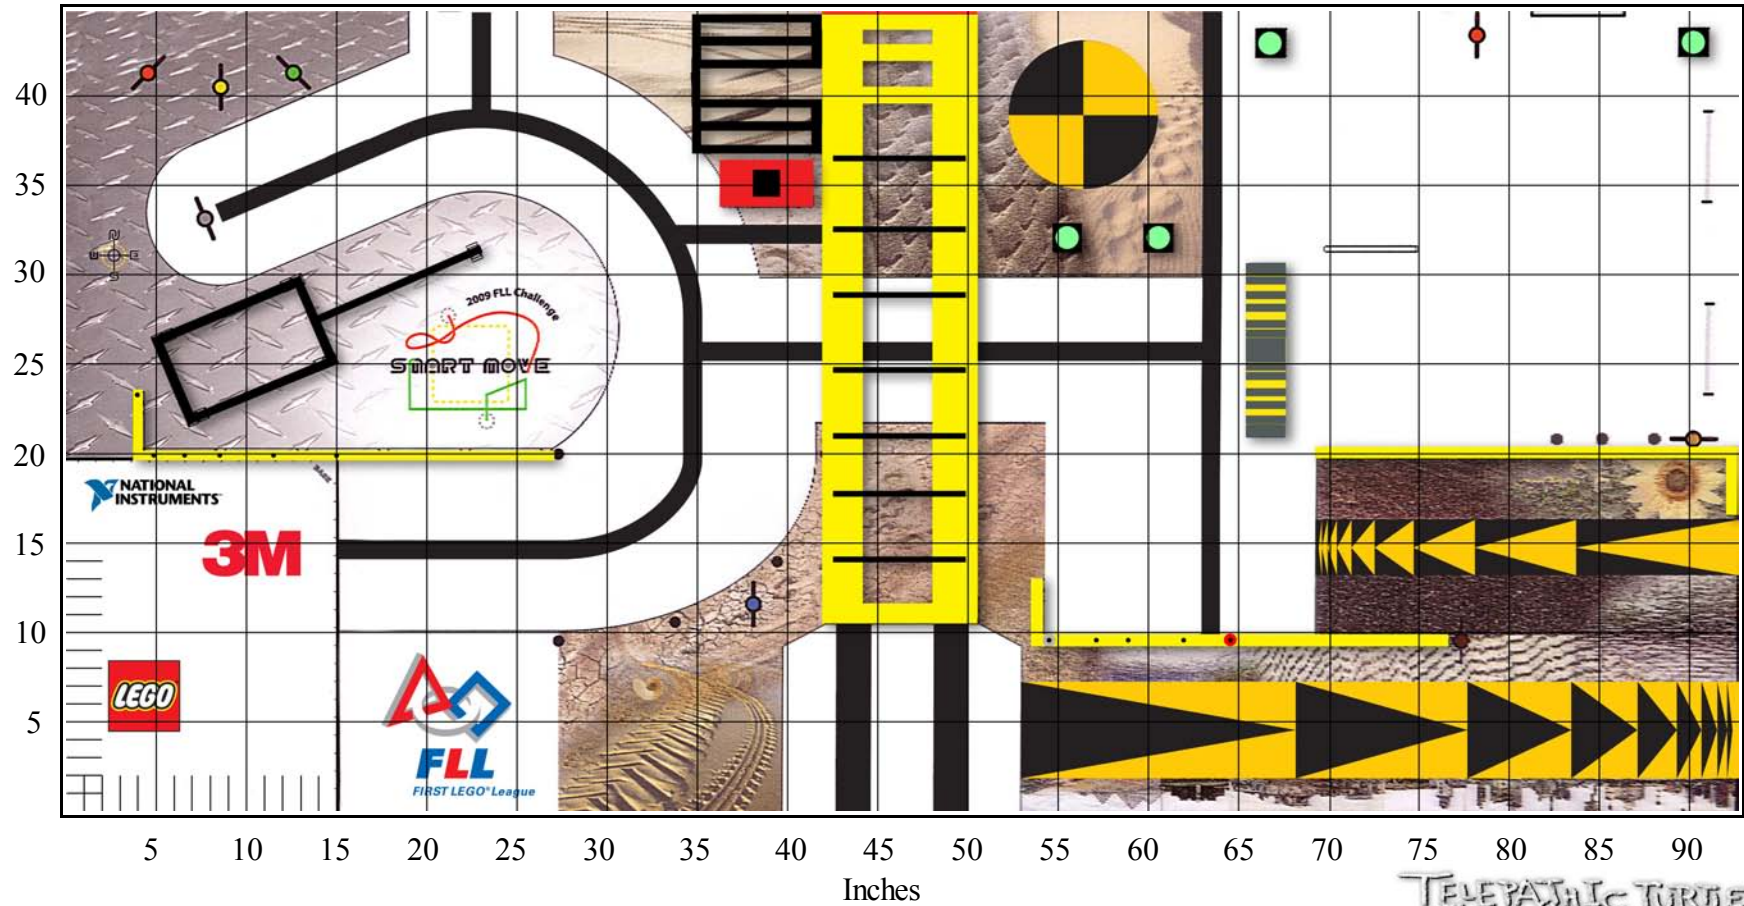 40
35
30
25
20
15
10
5
N
W E
S
2009 FLL Challenge
SMART MOVE
BASE
NATIONAL
INSTRUMENTS
3M
LEGO
FLL
FIRST LEGO® League
5 10 15 20 25 30 35 40 45 50 55 60 65 70 75 80 85 90
Inches
TELEPATHIC TURTLE